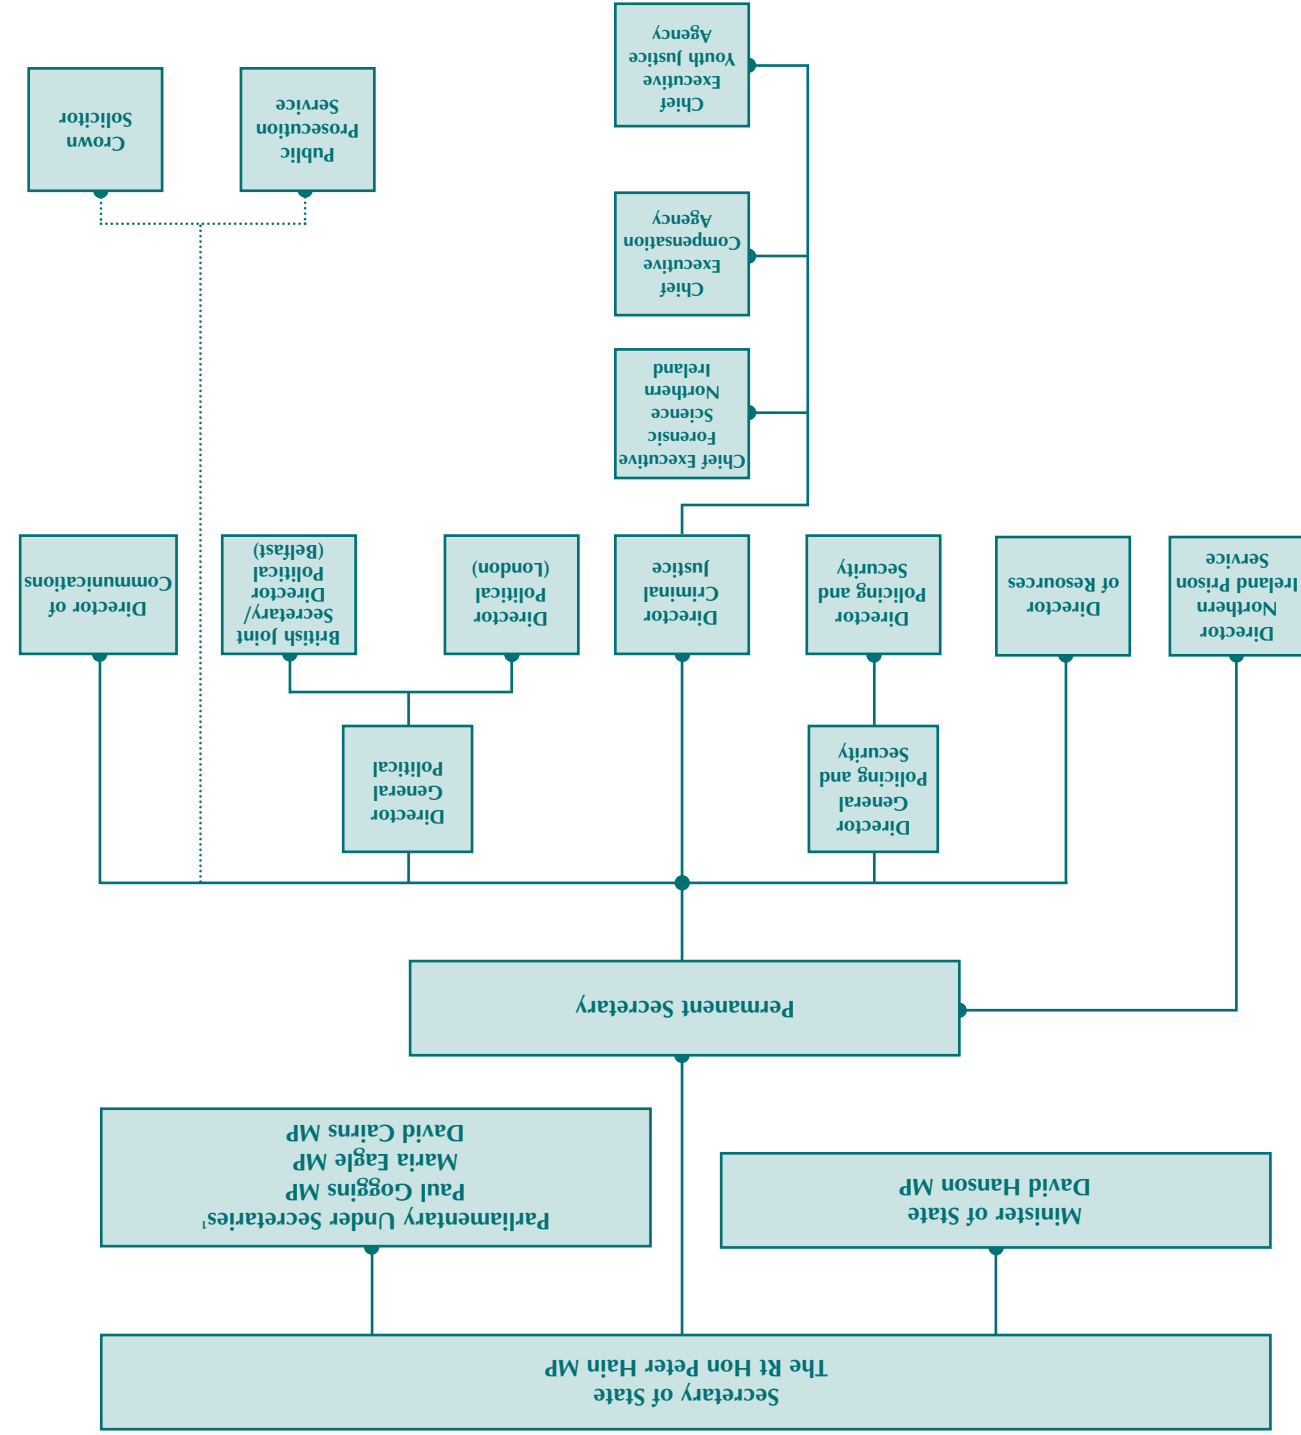 Secretary of State
The Rt Hon Peter Hain MP
Minister of State
David Hanson MP
Parliamentary Under Secretaries¹
Paul Goggins MP
Maria Eagle MP
David Cairns MP
Permanent Secretary
Director
General
Policing and
Security
Director
General
Political
Director
Northern
Ireland Prison
Service
Director
of Resources
Director
Policing and
Security
Director
Criminal
Justice
Director
Political
(London)
British Joint
Secretary/
Director
Political
(Belfast)
Director of
Communications
Chief Executive
Forensic
Science
Northern
Ireland
Chief
Executive
Compensation
Agency
Chief
Executive
Youth Justice
Agency
Public
Prosecution
Service
Crown
Solicitor